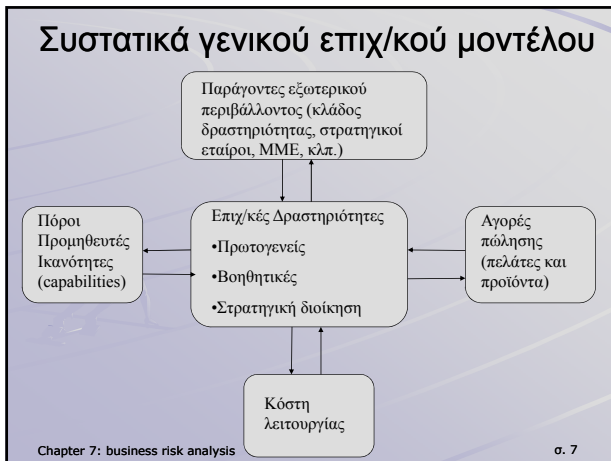 Συστατικά γενικού επιχ/κού μοντέλου
Παράγοντες εξωτερικού
περιβάλλοντος (κλάδος
δραστηριότητας, στρατηγικοί
εταίροι, ΜΜΕ, κλπ.)
Πόροι
Προμηθευτές
Ικανότητες
(capabilities)
Επιχ/κές Δραστηριότητες
•Πρωτογενείς
•Βοηθητικές
•Στρατηγική διοίκηση
Αγορές
πώλησης
(πελάτες και
προϊόντα)
Κόστη
λειτουργίας
Chapter 7: business risk analysis
σ. 7